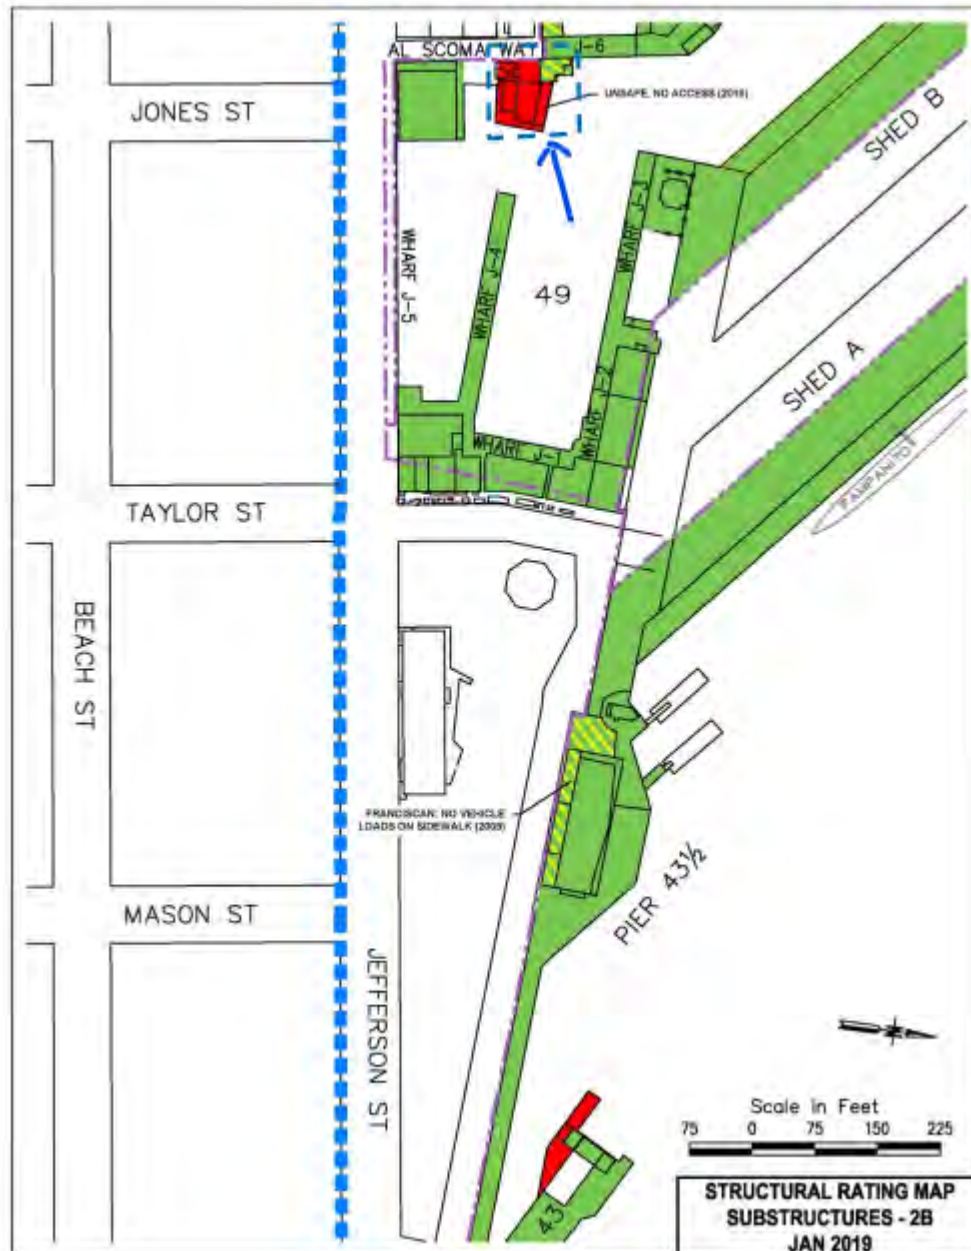 AL SCOMA WAY
J-6
JONES ST
UNSAFE, NO ACCESS (2018)
SHED B
WHARF J-3
WHARF J-5
WHARF J-4
49
WHARF J-2
SHED A
WHARF J-
PAMPANITO
TAYLOR ST
BEACH ST
FRANCISCAN: NO VEHICLE
LOADS ON SIDEWALK (2008)
PIER 43½
MASON ST
JEFFERSON ST
N
Scale in Feet
75 0 75 150 225
43
STRUCTURAL RATING MAP
SUBSTRUCTURES - 2B
JAN 2019